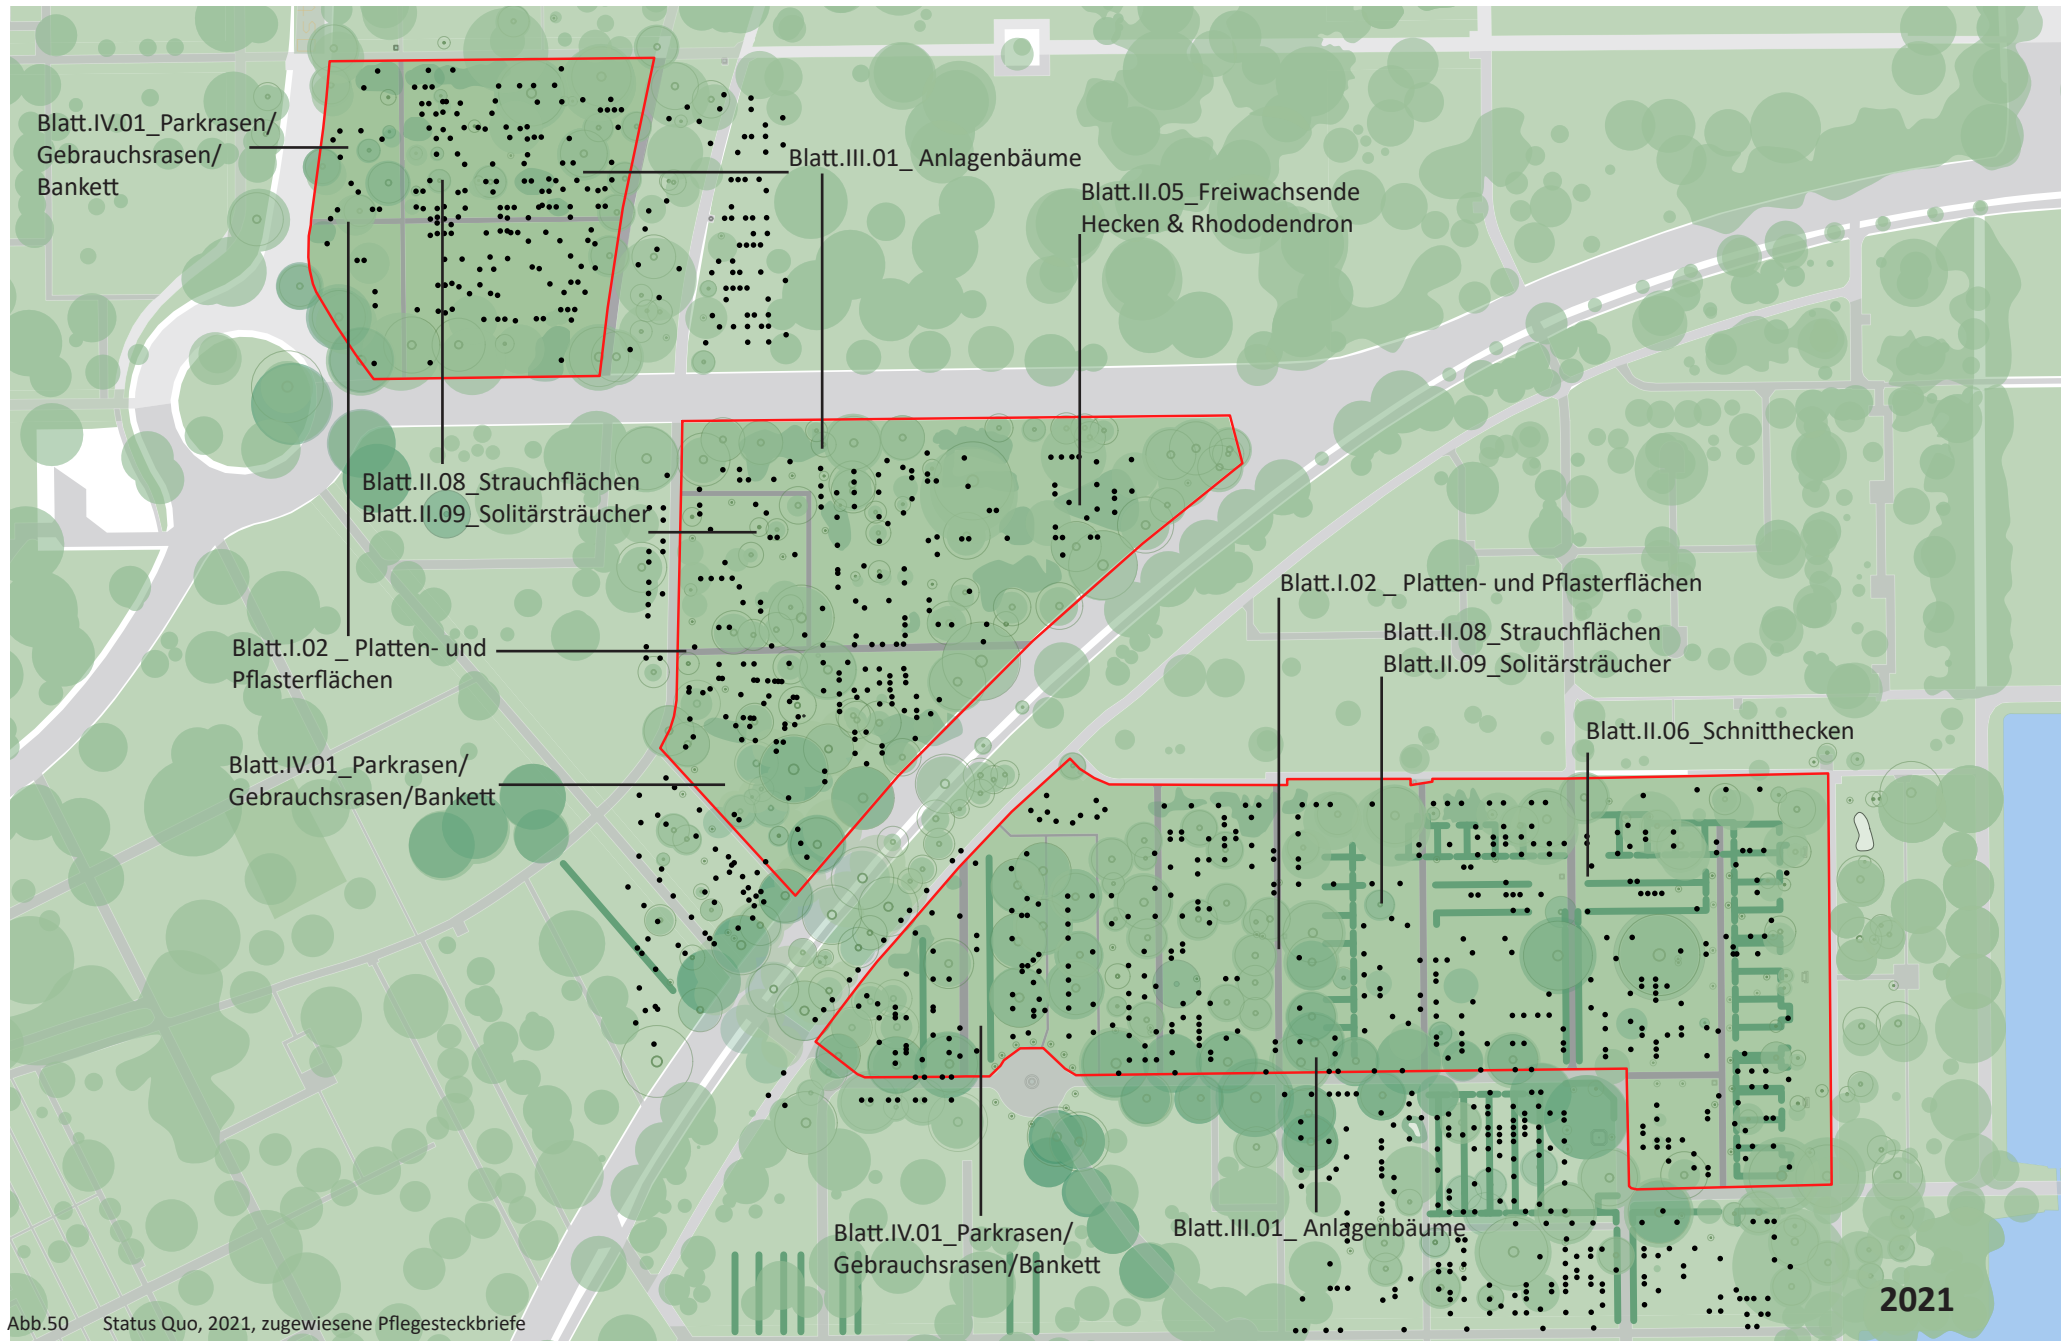 Blatt.IV.01_Parkrasen/
Gebrauchsrasen/
Bankett
Blatt.III.01_ Anlagenbäume
Blatt.II.05_Freiwachsende
Hecken & Rhododendron
Blatt.II.08_Strauchflächen
Blatt.II.09_Solitärsträucher
Blatt.I.02 _ Platten- und
Pflasterflächen
Blatt.IV.01_Parkrasen/
Gebrauchsrasen/Bankett
Blatt.I.02 _ Platten- und Pflasterflächen
Blatt.II.08_Strauchflächen
Blatt.II.09_Solitärsträucher
Blatt.II.06_Schnitthecken
Blatt.IV.01_Parkrasen/
Gebrauchsrasen/Bankett
Blatt.III.01_ Anlagenbäume
2021
Abb.50 Status Quo, 2021, zugewiesene Pflegesteckbriefe